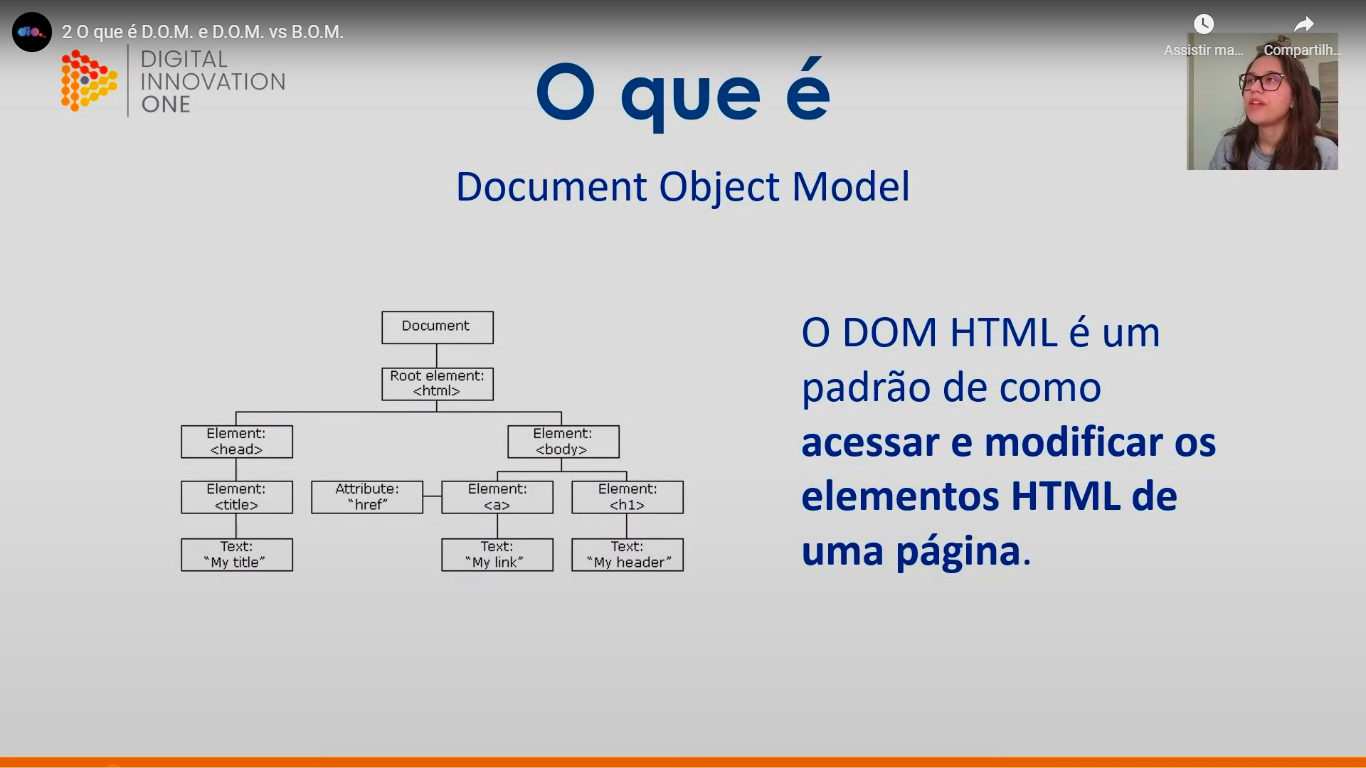 2 O que é D.O.M. e D.O.M. vs B.O.M.
Assistir ma...
Compartilh...
dio.
DIGITAL
INNOVATION
ONE
O que é
Document Object Model
Document
Root element:
<html>
Element:
<head>
Element:
<body>
Element:
<title>
Attribute:
“href”
Element:
<a>
Element:
<h1>
Text:
“My title”
Text:
“My link”
Text:
“My header”
O DOM HTML é um
padrão de como
acessar e modificar os
elementos HTML de
uma página.